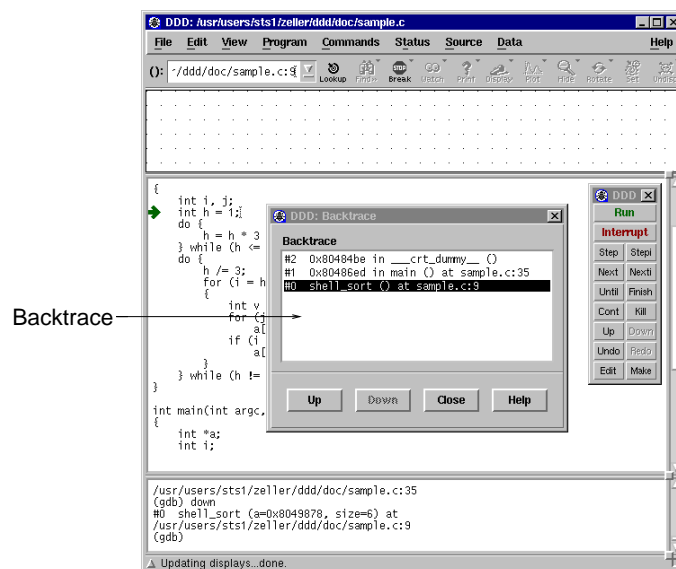 DDD: /usr/users/sts1/zeller/ddd/doc/sample.c
File Edit View Program Commands Status Source Data Help
(): ~/ddd/doc/sample.c:9 Lookup Find» Break Watch Print Display Plot Hide Rotate Set Undisp
{
int i, j;
int h = 1;
do {
h = h * 3
} while (h <=
do {
h /= 3;
for (i = h
{
int v
for (j
a[
if (i
a[
}
} while (h !=
}
int main(int argc,
{
int *a;
int i;
DDD: Backtrace
Backtrace
#2 0x80484be in ___crt_dummy__ ()
#1 0x80486ed in main () at sample.c:35
#0 shell_sort () at sample.c:9
Up Down Close Help
DDD
Run
Interrupt
Step Stepi
Next Nexti
Until Finish
Cont Kill
Up Down
Undo Redo
Edit Make
Backtrace
/usr/users/sts1/zeller/ddd/doc/sample.c:35
(gdb) down
#0 shell_sort (a=0x8049878, size=6) at
/usr/users/sts1/zeller/ddd/doc/sample.c:9
(gdb)
Updating displays...done.